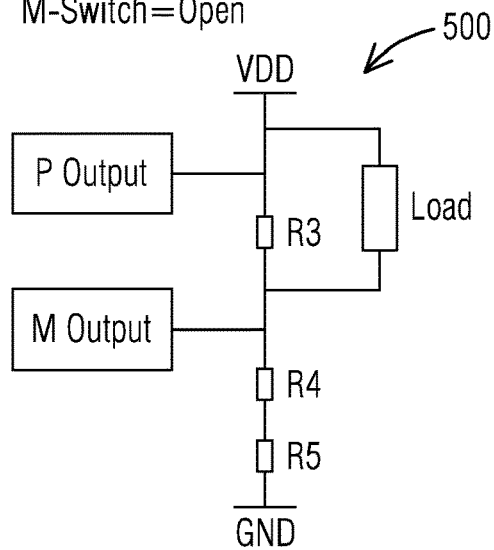 M-Switch=Open
500
VDD
P Output
R3
Load
M Output
R4
R5
GND